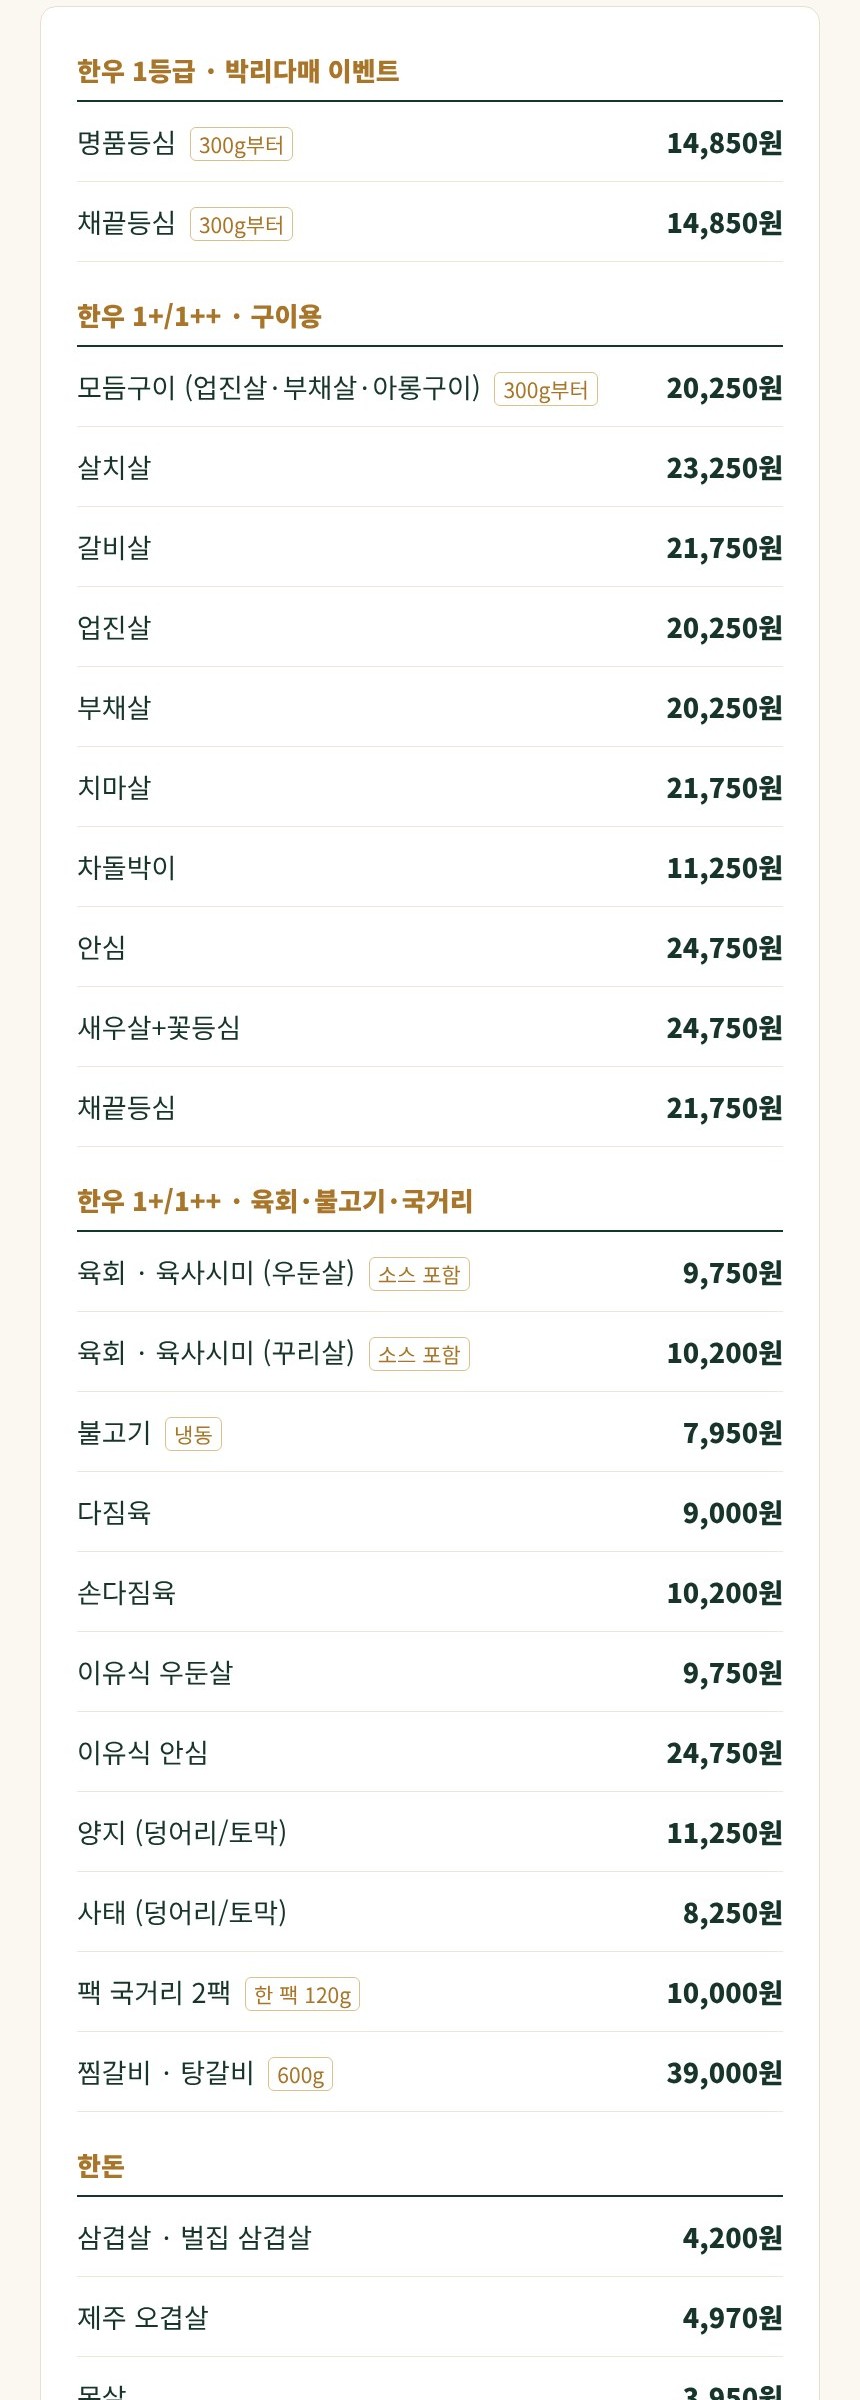 한우 1등급 · 박리다매 이벤트
명품등심 300g부터 14,850원
채끝등심 300g부터 14,850원
한우 1+/1++ · 구이용
모듬구이 (업진살·부채살·아롱구이) 300g부터 20,250원
살치살 23,250원
갈비살 21,750원
업진살 20,250원
부채살 20,250원
치마살 21,750원
차돌박이 11,250원
안심 24,750원
새우살+꽃등심 24,750원
채끝등심 21,750원
한우 1+/1++ · 육회·불고기·국거리
육회 · 육사시미 (우둔살) 소스 포함 9,750원
육회 · 육사시미 (꾸리살) 소스 포함 10,200원
불고기 냉동 7,950원
다짐육 9,000원
손다짐육 10,200원
이유식 우둔살 9,750원
이유식 안심 24,750원
양지 (덩어리/토막) 11,250원
사태 (덩어리/토막) 8,250원
팩 국거리 2팩 한 팩 120g 10,000원
찜갈비 · 탕갈비 600g 39,000원
한돈
삼겹살 · 벌집 삼겹살 4,200원
제주 오겹살 4,970원
목살 3,950원